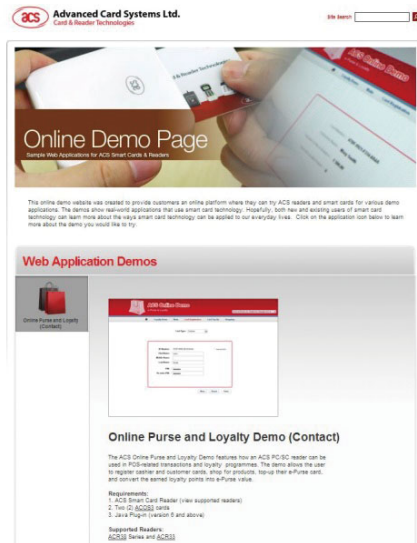 acs
Advanced Card Systems Ltd.
Card & Reader Technologies
Site Search
ACS Online Demo
Online Demo Page
Sample Web Applications for ACS Smart Cards & Readers
This online demo website was created to provide customers an online platform where they can try ACS readers and smart cards for various demo
applications. The demos show real-world applications that use smart card technology. Hopefully, both new and existing users of smart card
technology can learn more about the ways smart card technology can be applied to our everyday lives. Click on the application icon below to learn
more about the demo you would like to try:
Web Application Demos
Online Purse and Loyalty
(Contact)
ACS Online Demo
Online Purse and Loyalty Demo (Contact)
The ACS Online Purse and Loyalty Demo features how an ACS PC/SC reader can be
used in POS-related transactions and loyalty programmes. The demo allows the user
to register cashier and customer cards, shop for products, top-up their e-Purse card,
and convert the earned loyalty points into e-Purse value.
Requirements:
1. ACS Smart Card Reader (view supported readers)
2. Two (2) ACOS3 cards
3. Java Plug-in (version 5 and above)
Supported Readers:
ACR38 Series and ACR33